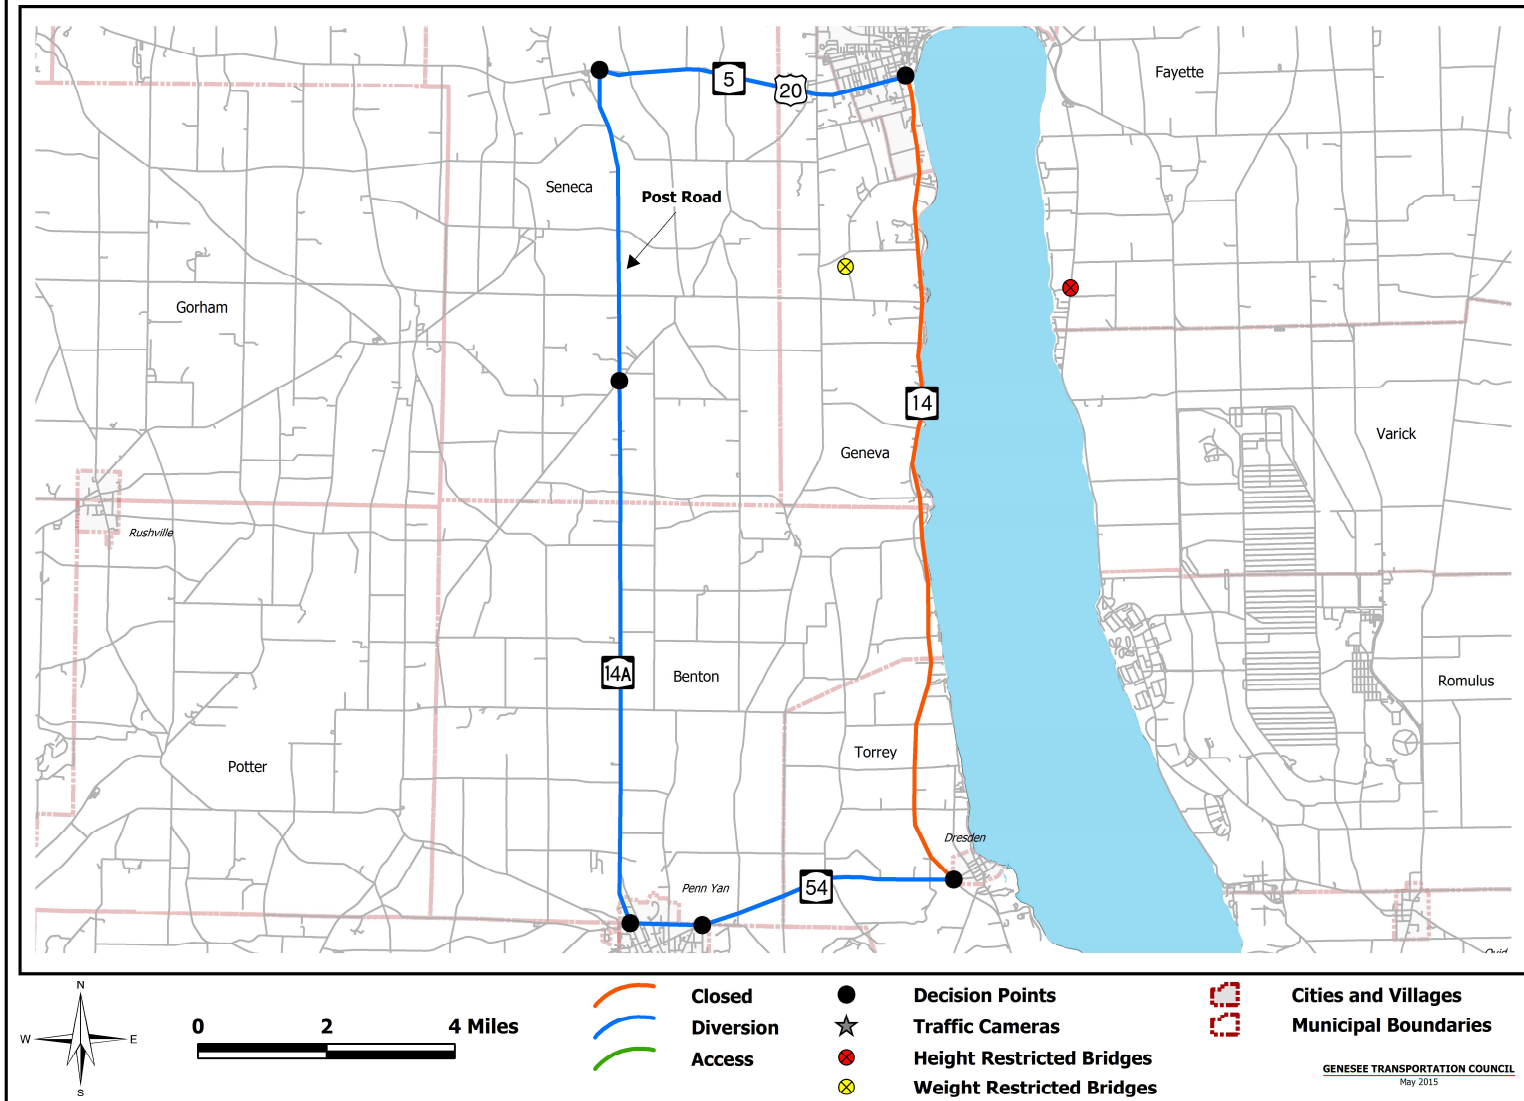 Fayette
5
20
Seneca
Post Road
Gorham
14
Varick
Geneva
Rushville
14A
Benton
Romulus
Torrey
Potter
Dresden
Penn Yan
54
N
W
E
S
0 2 4 Miles
Closed
Diversion
Access
Decision Points
Traffic Cameras
Height Restricted Bridges
Weight Restricted Bridges
Cities and Villages
Municipal Boundaries
GENESEE TRANSPORTATION COUNCIL
May 2015